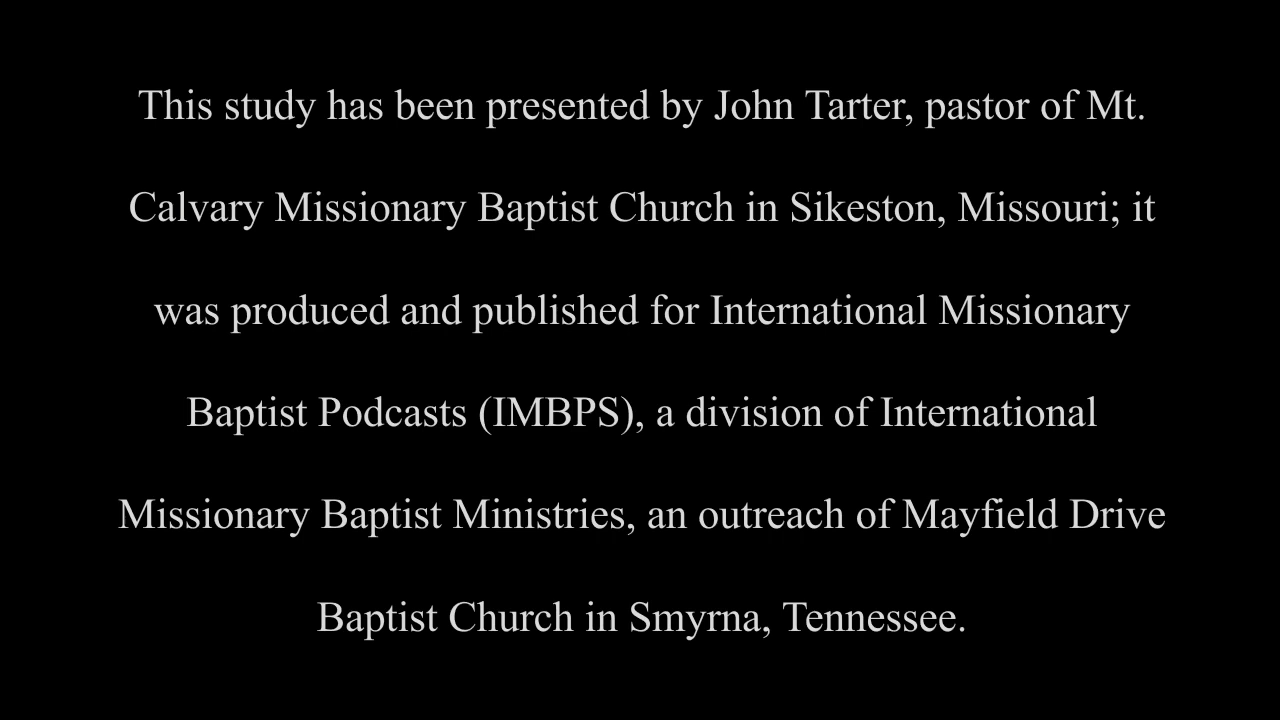 This study has been presented by John Tarter, pastor of Mt.
Calvary Missionary Baptist Church in Sikeston, Missouri; it
was produced and published for International Missionary
Baptist Podcasts (IMBPS), a division of International
Missionary Baptist Ministries, an outreach of Mayfield Drive
Baptist Church in Smyrna, Tennessee.